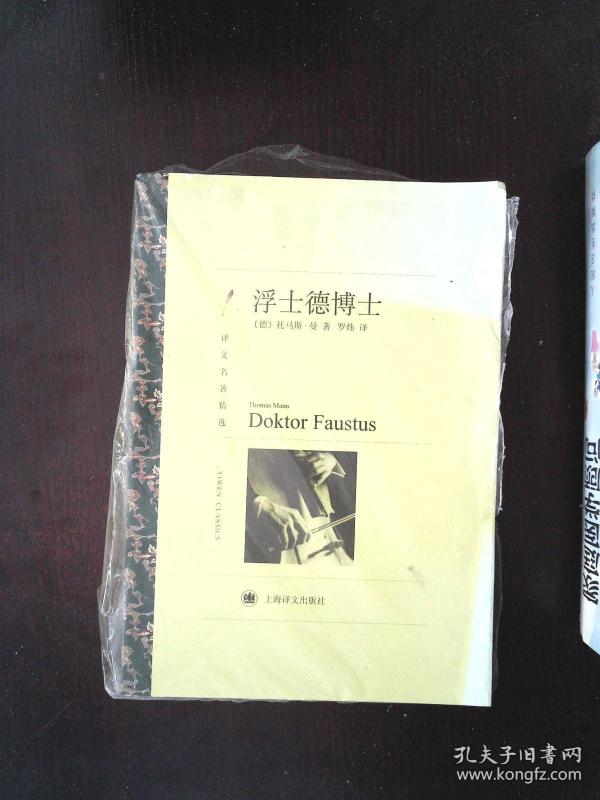 浮士德博士
〔德〕托马斯·曼 著 罗炜 译
译文名著精选
YIWEN CLASSICS
Thomas Mann
Doktor Faustus
上海译文出版社
孔夫子旧书网
www.kongfz.com